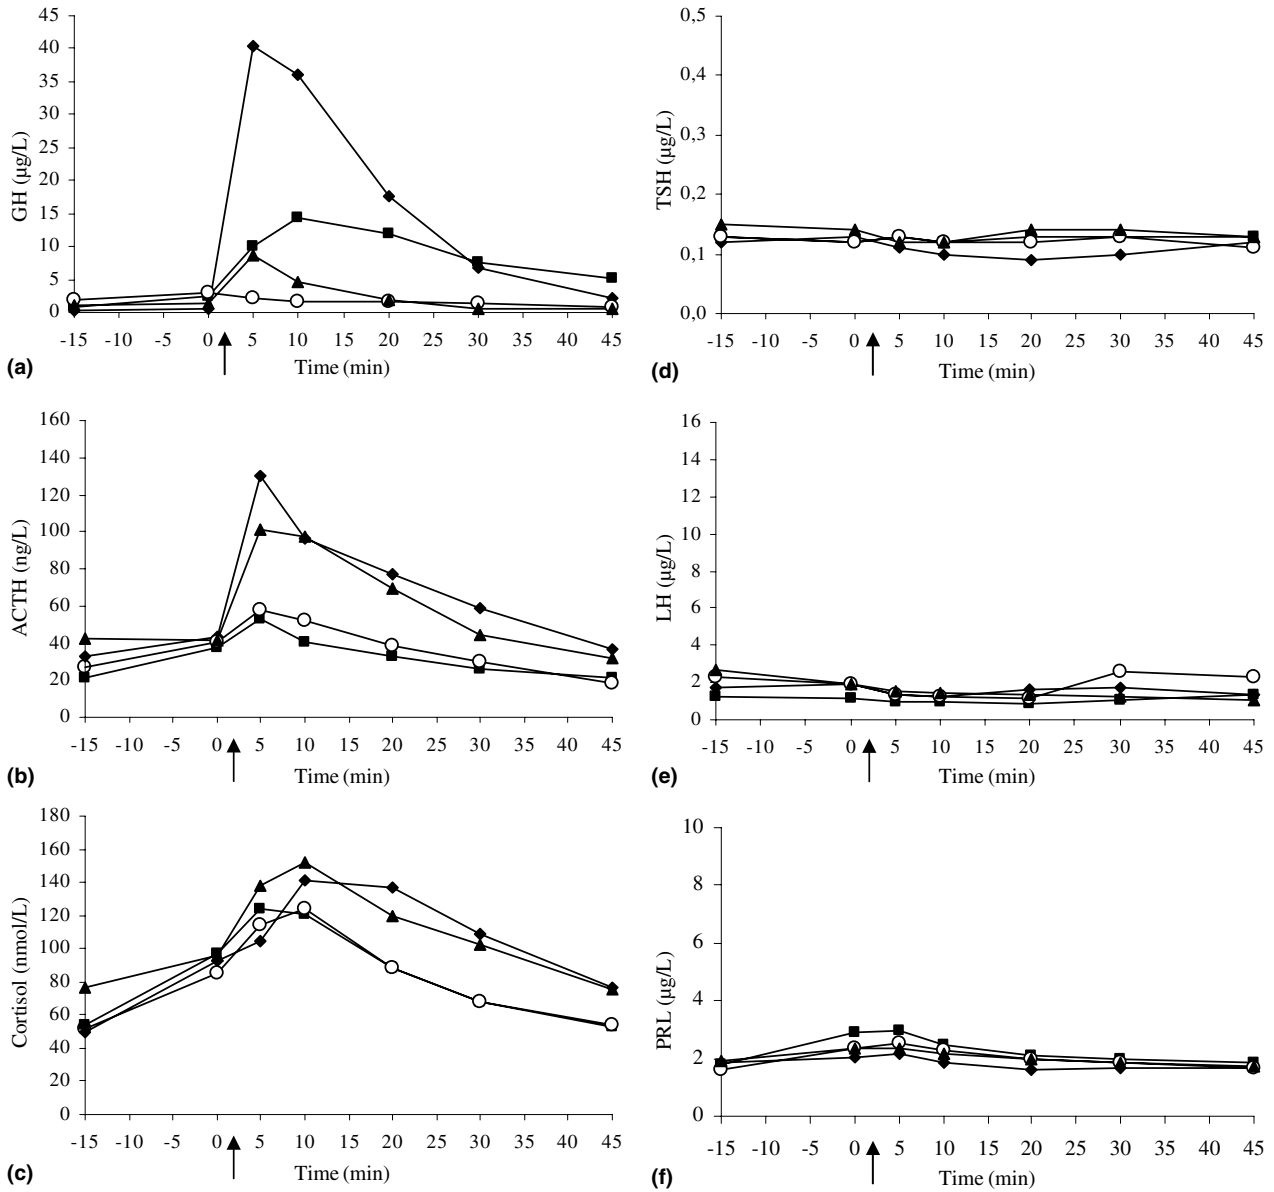 45
40
35
30
25
20
15
10
5
0
GH (µg/L)
-15 -10 -5 0 5 10 15 20 25 30 35 40 45
Time (min)
(a)
0,5
0,4
0,3
0,2
0,1
0,0
TSH (µg/L)
-15 -10 -5 0 5 10 15 20 25 30 35 40 45
Time (min)
(d)
160
140
120
100
80
60
40
20
0
ACTH (ng/L)
-15 -10 -5 0 5 10 15 20 25 30 35 40 45
Time (min)
(b)
16
14
12
10
8
6
4
2
0
LH (µg/L)
-15 -10 -5 0 5 10 15 20 25 30 35 40 45
Time (min)
(e)
180
160
140
120
100
80
60
40
20
0
Cortisol (nmol/L)
-15 -10 -5 0 5 10 15 20 25 30 35 40 45
Time (min)
(c)
10
8
6
4
2
0
PRL (µg/L)
-15 -10 -5 0 5 10 15 20 25 30 35 40 45
Time (min)
(f)